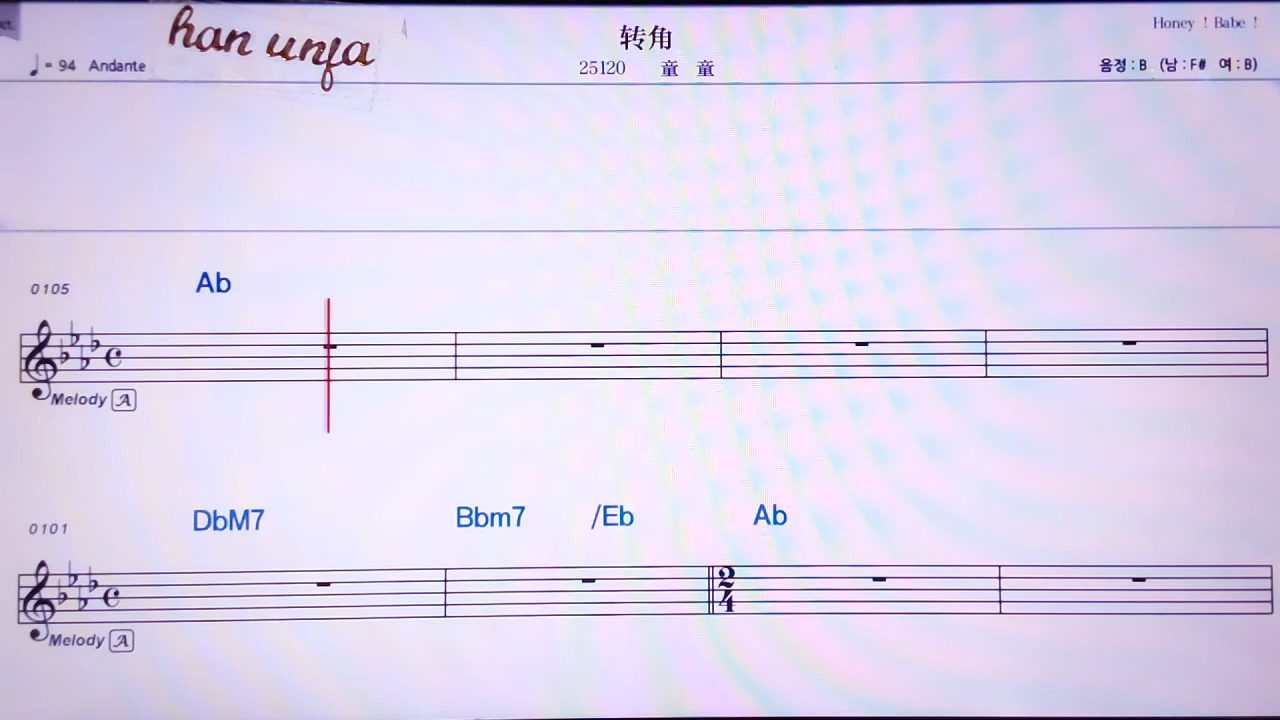 han unfa
转角
Honey ! Babe !
♩= 94 Andante
25120 童 童
음정 : B (남 : F# 여 : B)
Ab
0105
Melody A
DbM7 Bbm7 /Eb Ab
0101
2
4
Melody A